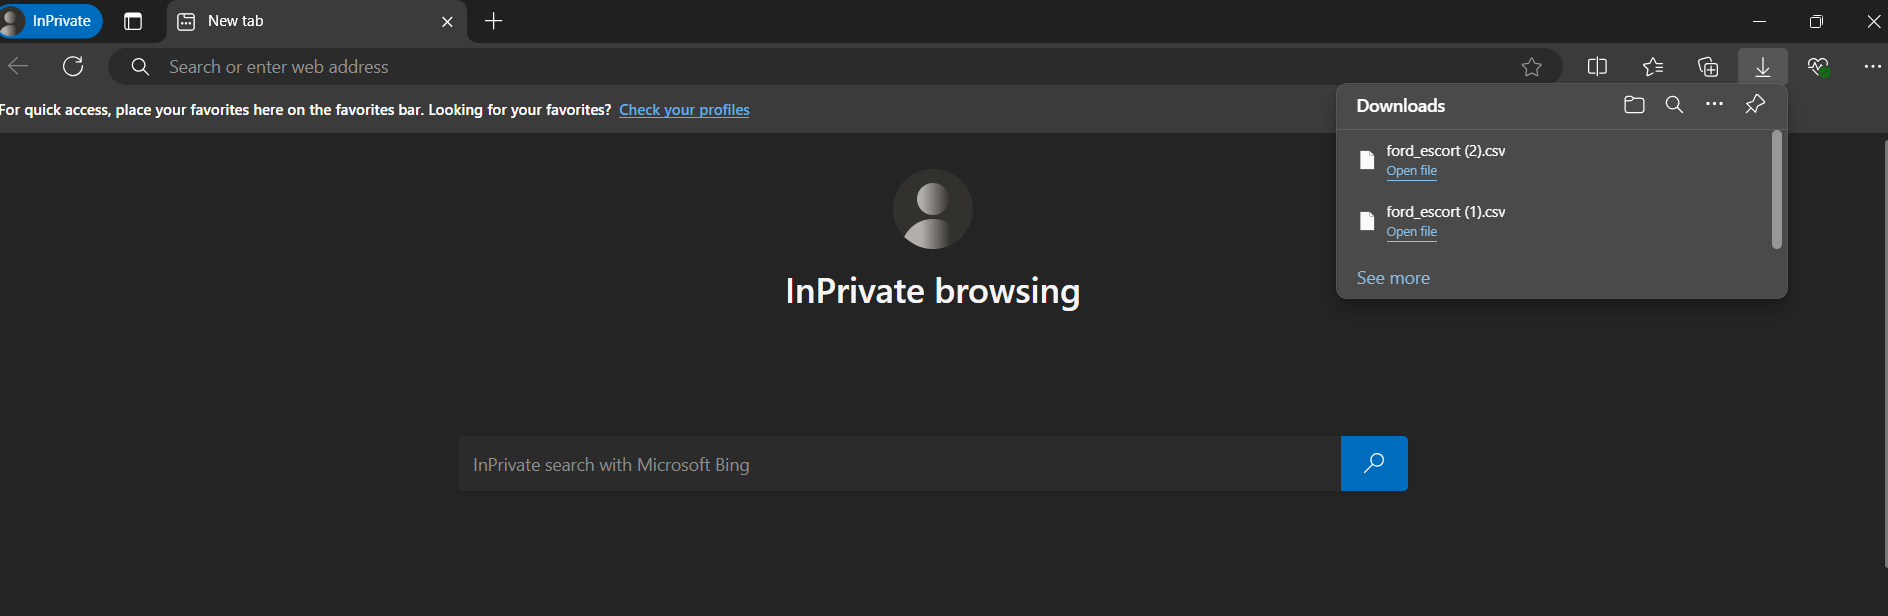 InPrivate
New tab
Search or enter web address
For quick access, place your favorites here on the favorites bar. Looking for your favorites? Check your profiles
Downloads
ford_escort (2).csv
Open file
ford_escort (1).csv
Open file
See more
InPrivate browsing
InPrivate search with Microsoft Bing